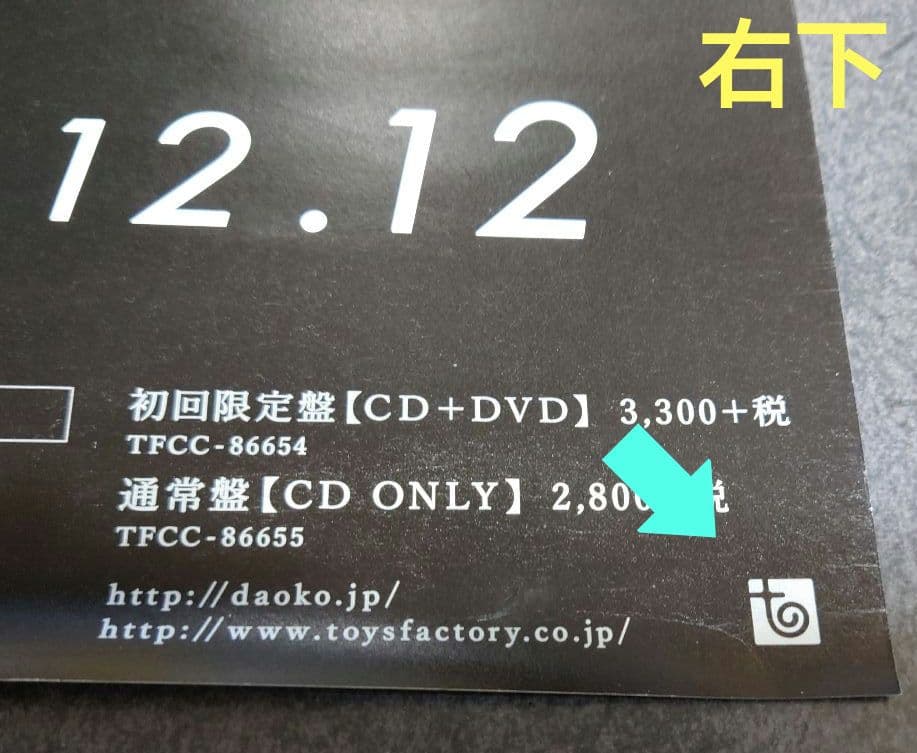 右下
12.12
初回限定盤【CD+DVD】 3,300+税
TFCC-86654
通常盤【CD ONLY】 2,80 税
TFCC-86655
http://daoko.jp/
http://www.toysfactory.co.jp/